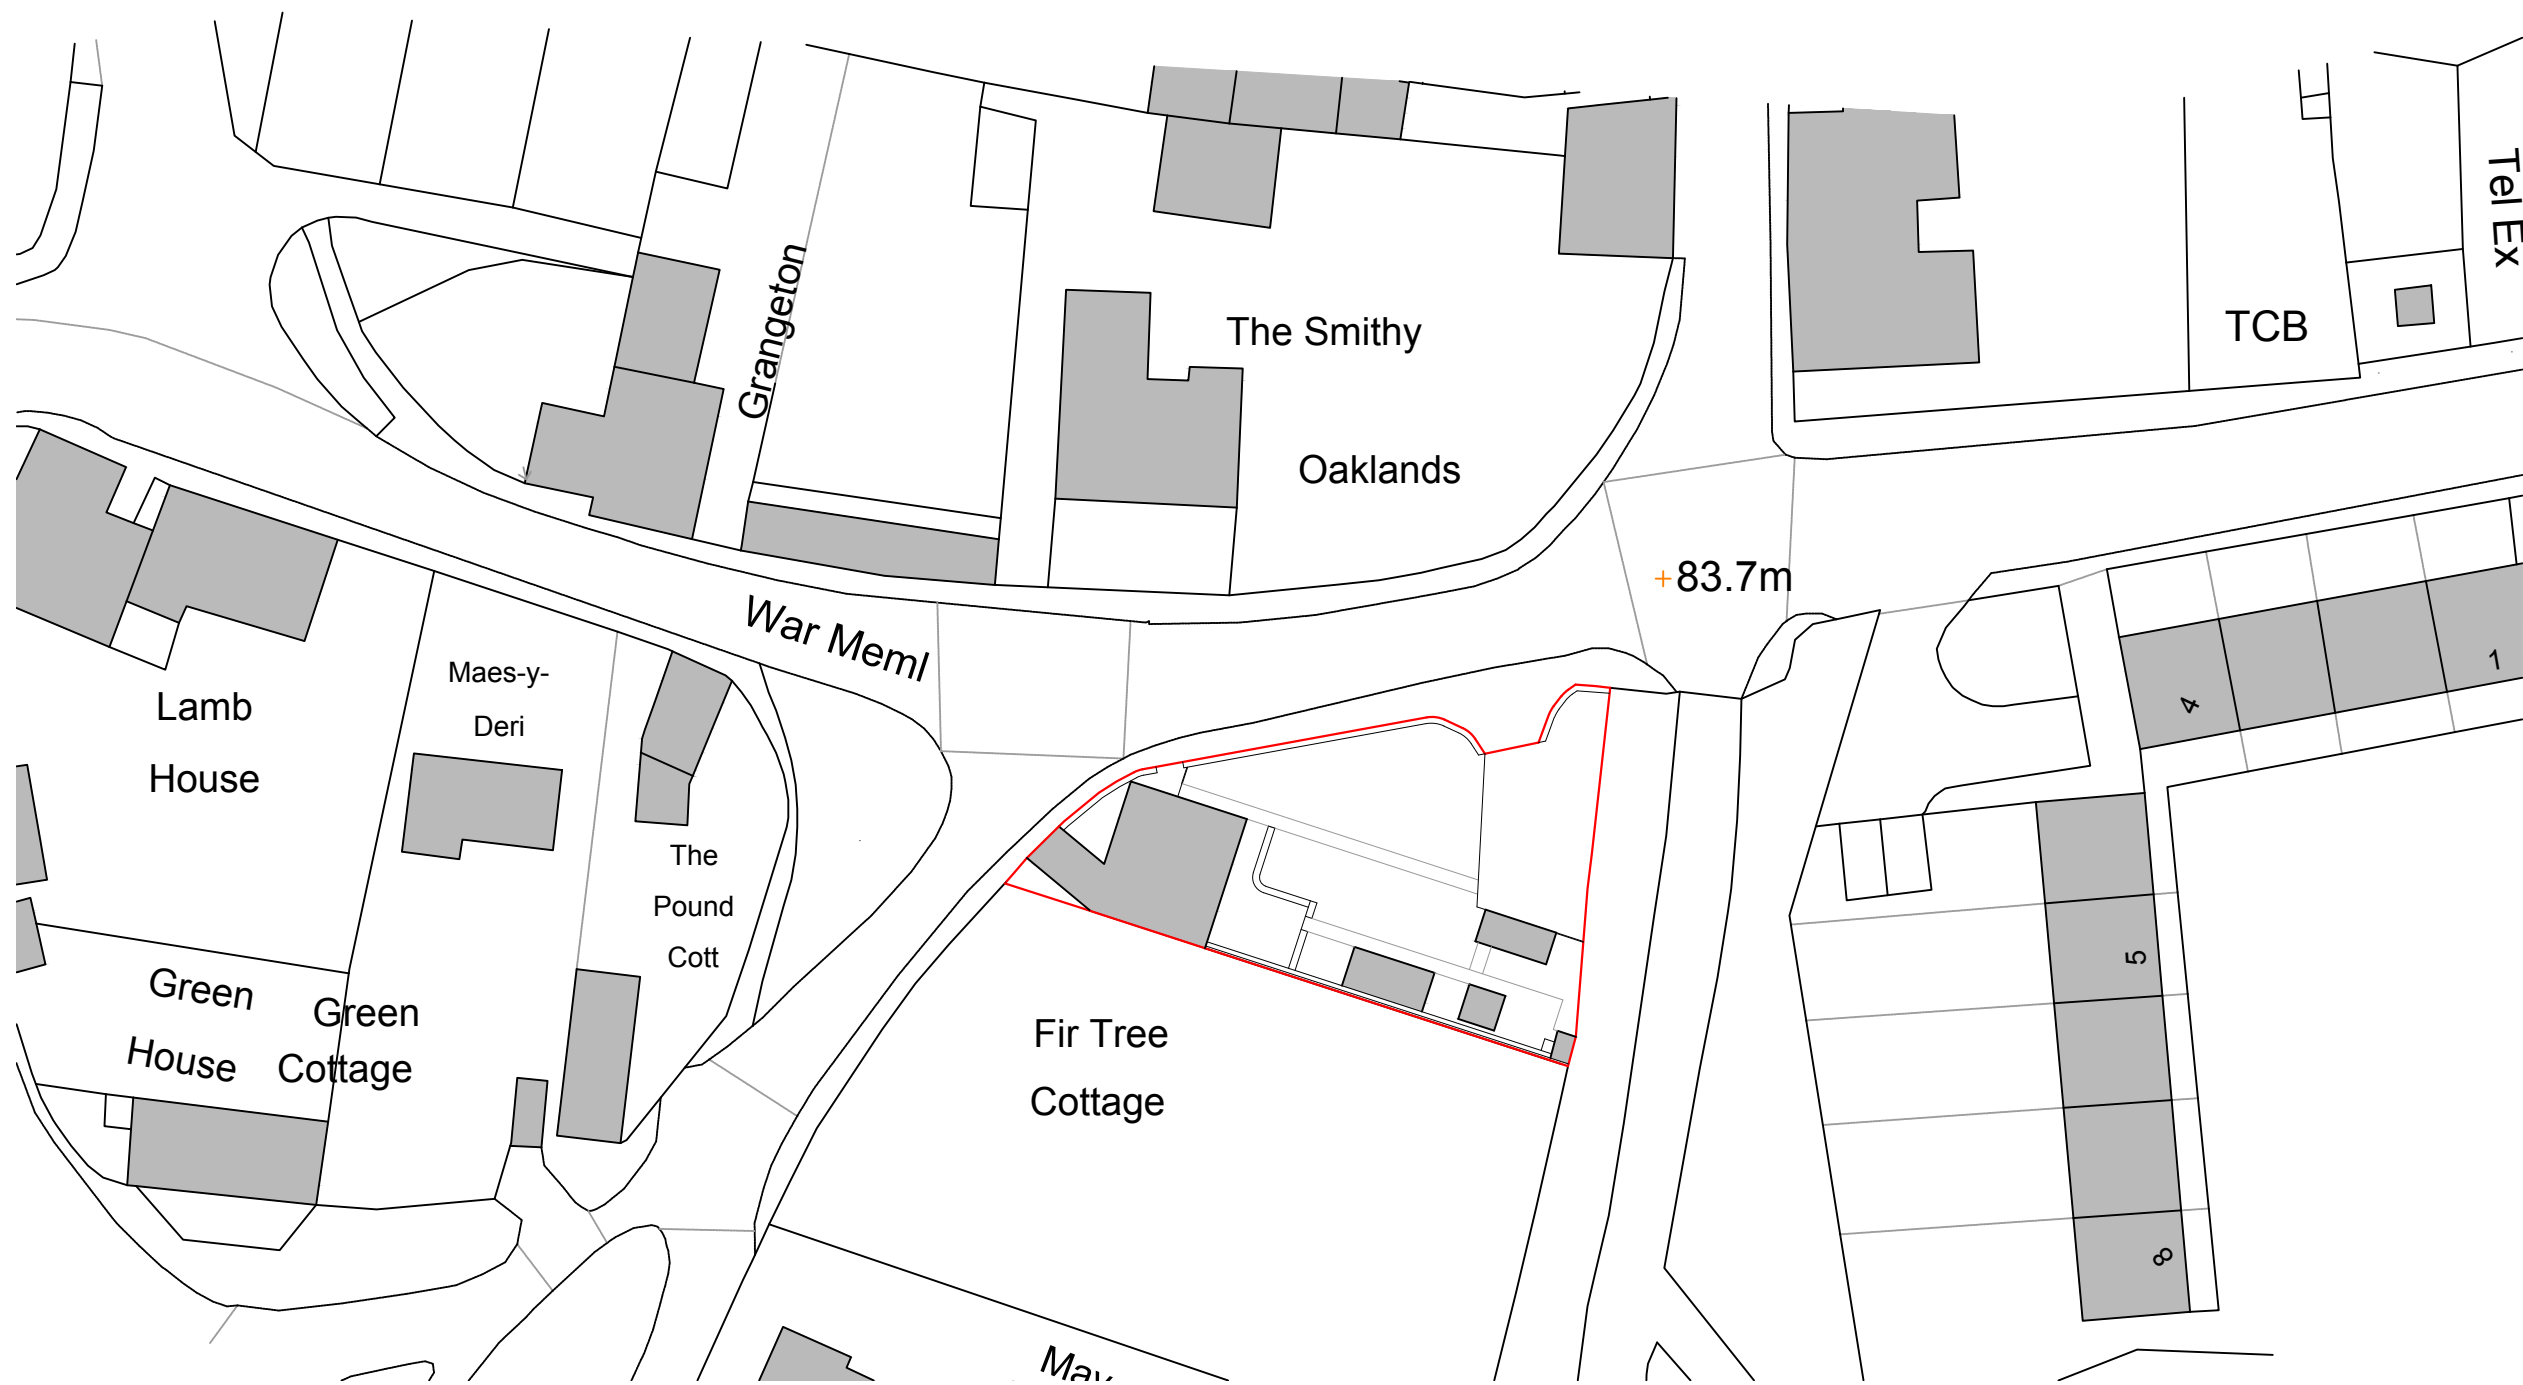 Tel Ex
Grangeton
The Smithy
TCB
Oaklands
83.7m
War Meml
Maes-y-
Deri
Lamb
House
1
4
The
Pound
Cott
5
Green
House
Green
Cottage
Fir Tree
Cottage
8
May